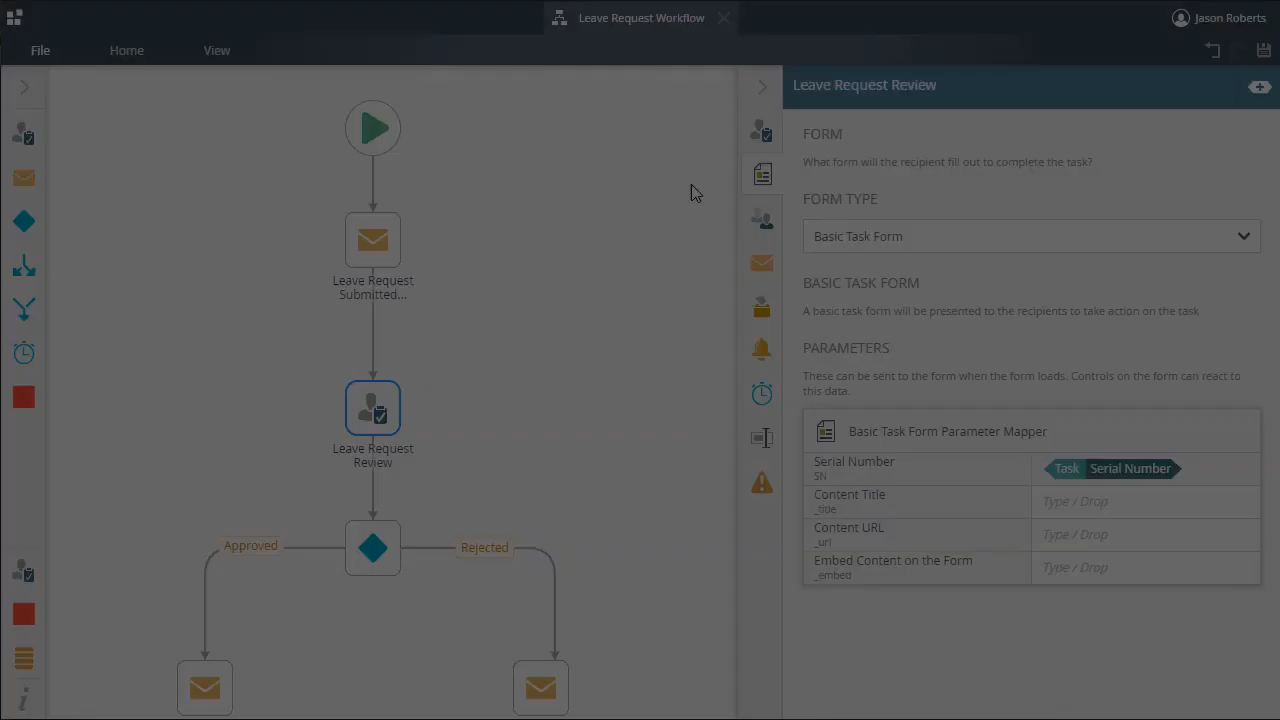 Leave Request Workflow
Jason Roberts
File
Home
View
Leave Request Review
FORM
What form will the recipient fill out to complete the task?
FORM TYPE
Basic Task Form
BASIC TASK FORM
A basic task form will be presented to the recipients to take action on the task
PARAMETERS
These can be sent to the form when the form loads. Controls on the form can react to
this data.
Basic Task Form Parameter Mapper
Serial Number
SN
Task Serial Number
Content Title
_title
Type / Drop
Content URL
_url
Type / Drop
Embed Content on the Form
_embed
Type / Drop
Leave Request
Submitted...
Leave Request
Review
Approved
Rejected